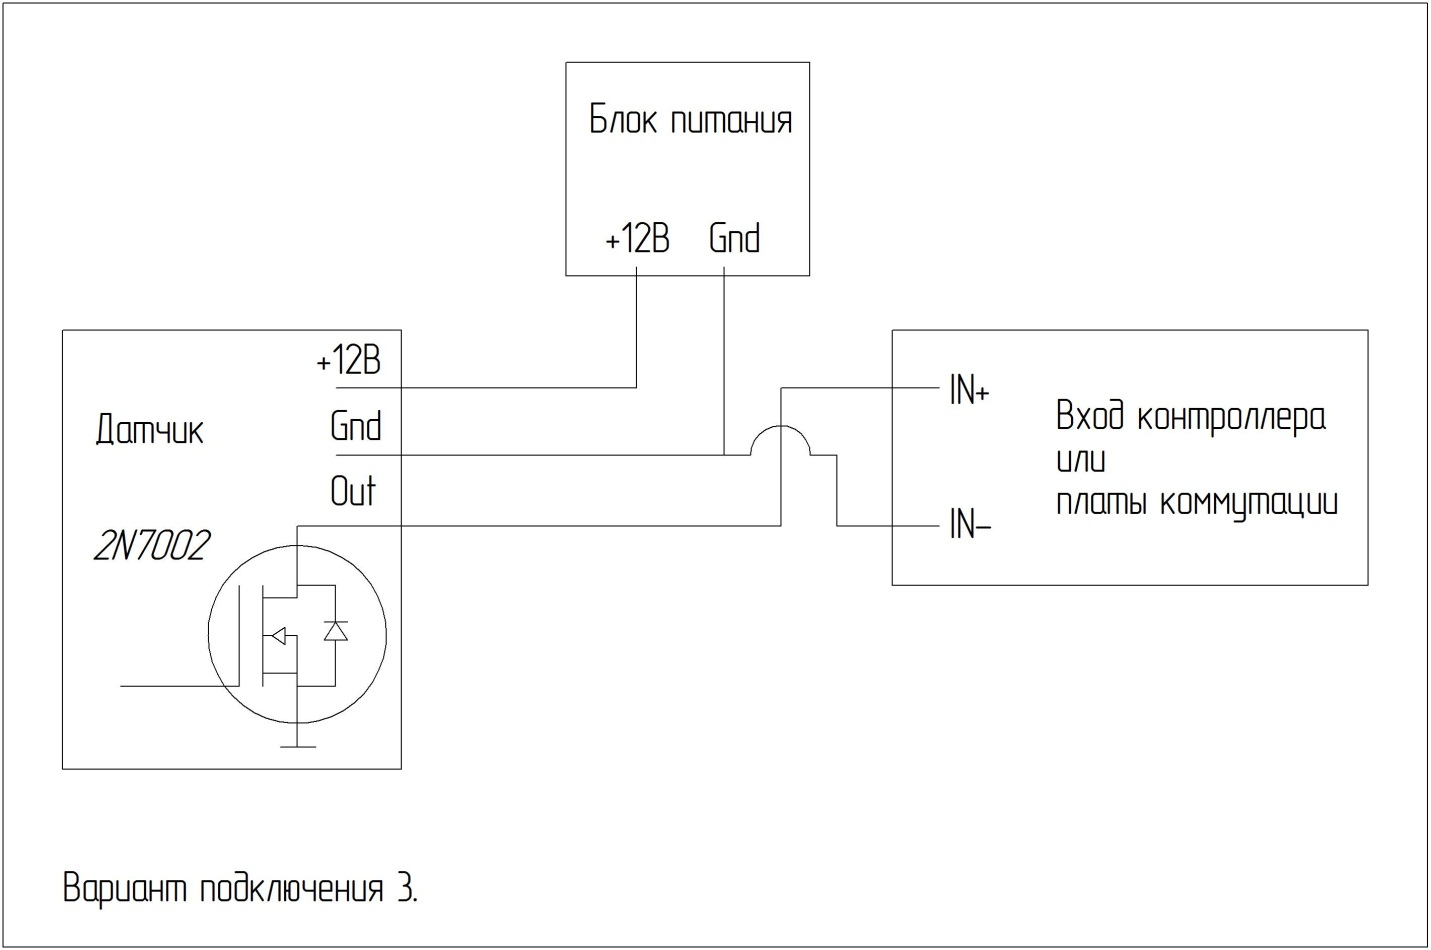 Блок питания
+12В Gnd
+12В
Gnd
Out
Датчик
2N7002
IN+
IN–
Вход контроллера
или
платы коммутации
Вариант подключения 3.